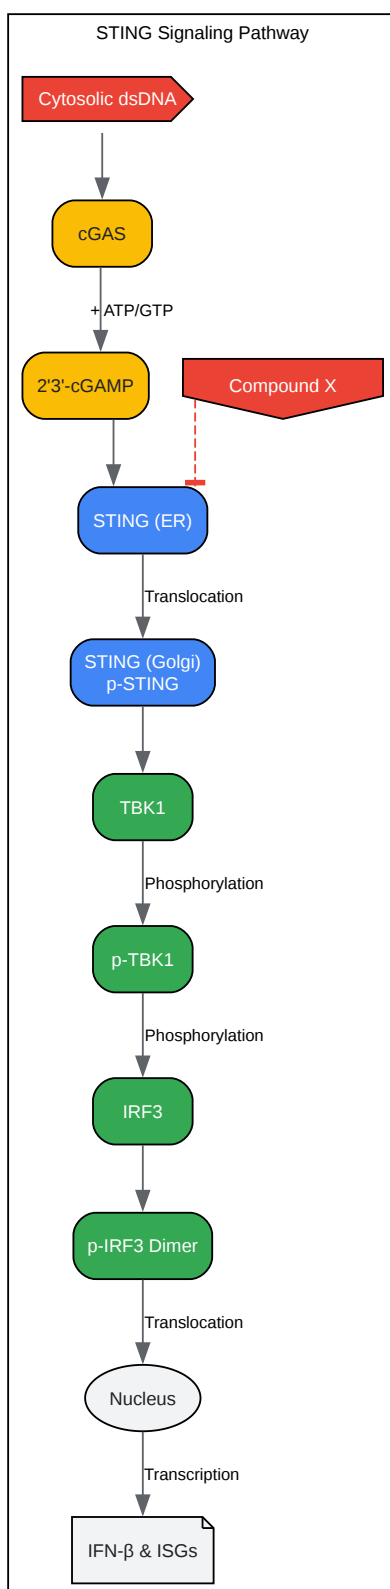 STING Signaling Pathway
Cytosolic dsDNA
cGAS
+ ATP/GTP
2'3'-cGAMP
Compound X
STING (ER)
Translocation
STING (Golgi)
p-STING
TBK1
Phosphorylation
p-TBK1
Phosphorylation
IRF3
p-IRF3 Dimer
Translocation
Nucleus
Transcription
IFN-β & ISGs